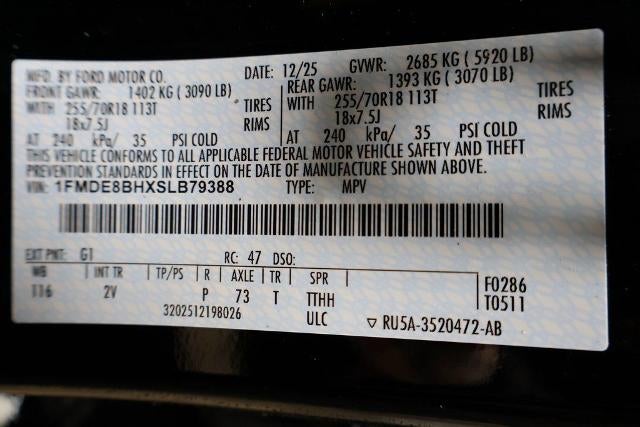 MFD. BY FORD MOTOR CO. DATE: 12/25 GVWR: 2685 KG (5920 LB)
FRONT GAWR: 1402 KG (3090 LB) REAR GAWR: 1393 KG (3070 LB)
WITH 255/70R18 113T TIRES WITH 255/70R18 113T TIRES
18x7.5J RIMS 18x7.5J RIMS
AT 240 kPa/ 35 PSI COLD AT 240 kPa/ 35 PSI COLD
THIS VEHICLE CONFORMS TO ALL APPLICABLE FEDERAL MOTOR VEHICLE SAFETY AND THEFT
PREVENTION STANDARDS IN EFFECT ON THE DATE OF MANUFACTURE SHOWN ABOVE.
VIN: 1FMDE8BHXSLB79388 TYPE: MPV
EXT PNT: G1 RC: 47 DSO:
WB INT TR TP/PS R AXLE TR SPR F0286
T16 2V P 73 T TTHH T0511
3202512198026 ULC ▽ RU5A-3520472-AB